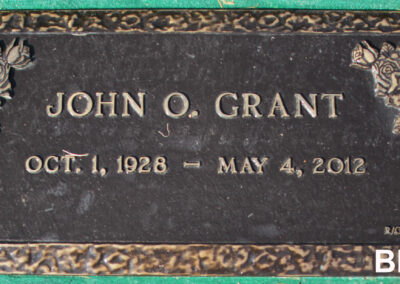 JOHN O. GRANT
OCT. 1, 1928 – MAY 4, 2012